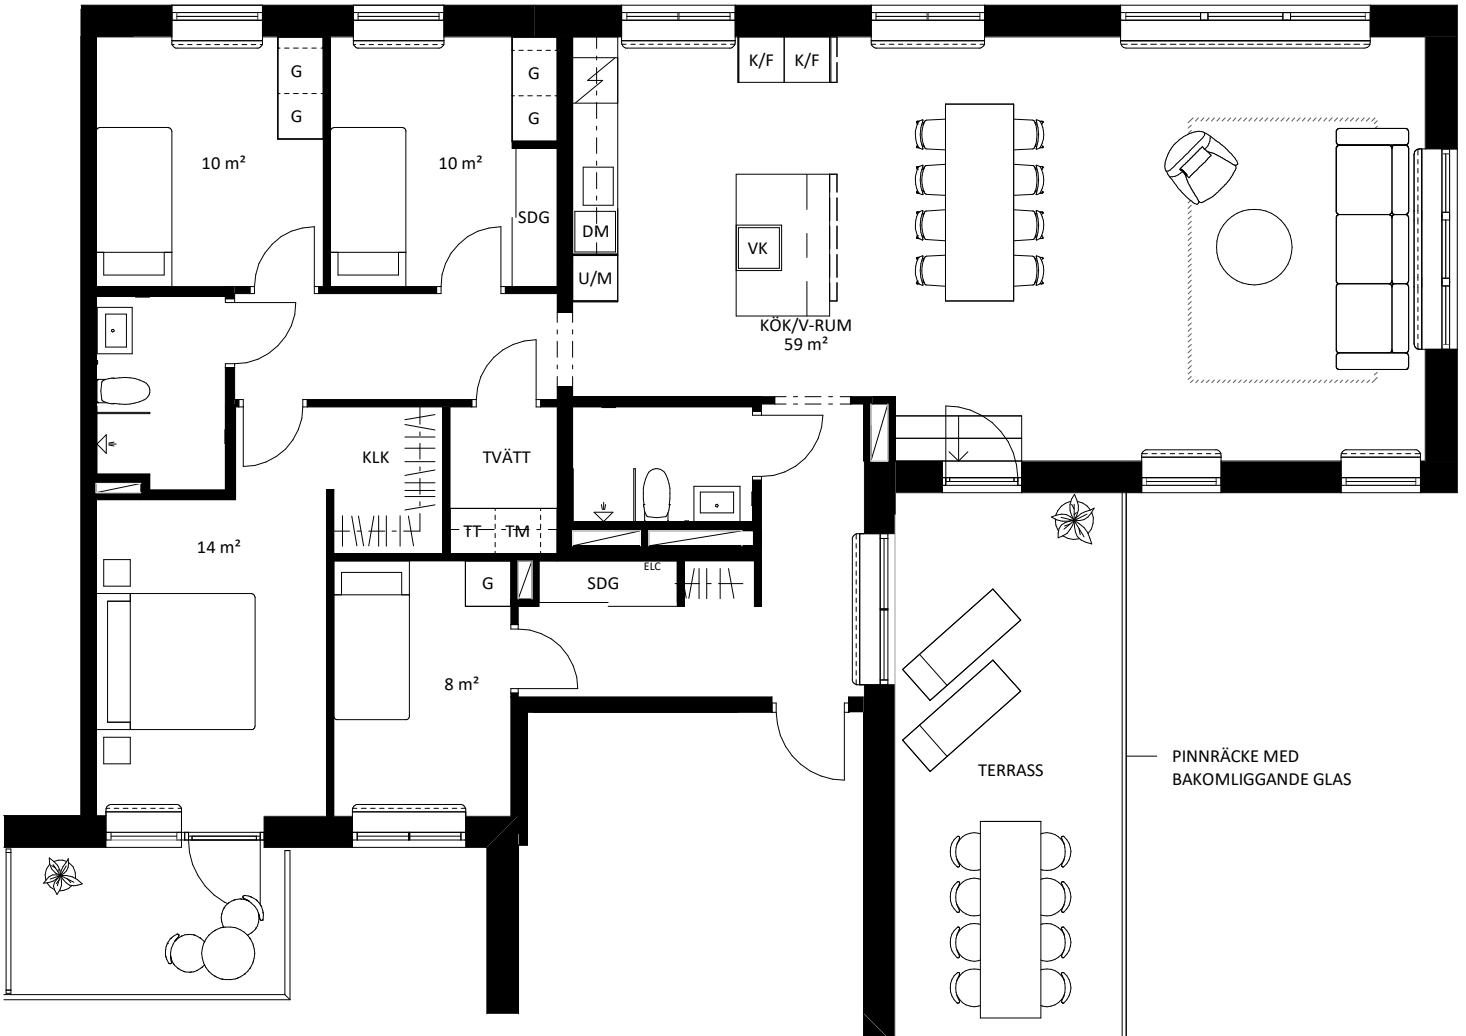 K/F K/F
G
G
G
G
10 m²
10 m²
SDG
DM
VK
U/M
KÖK/V-RUM
59 m²
KLK
TVÄTT
TT TM
14 m²
ELC
G
SDG
8 m²
TERRASS
PINNRÄCKE MED
BAKOMLIGGANDE GLAS